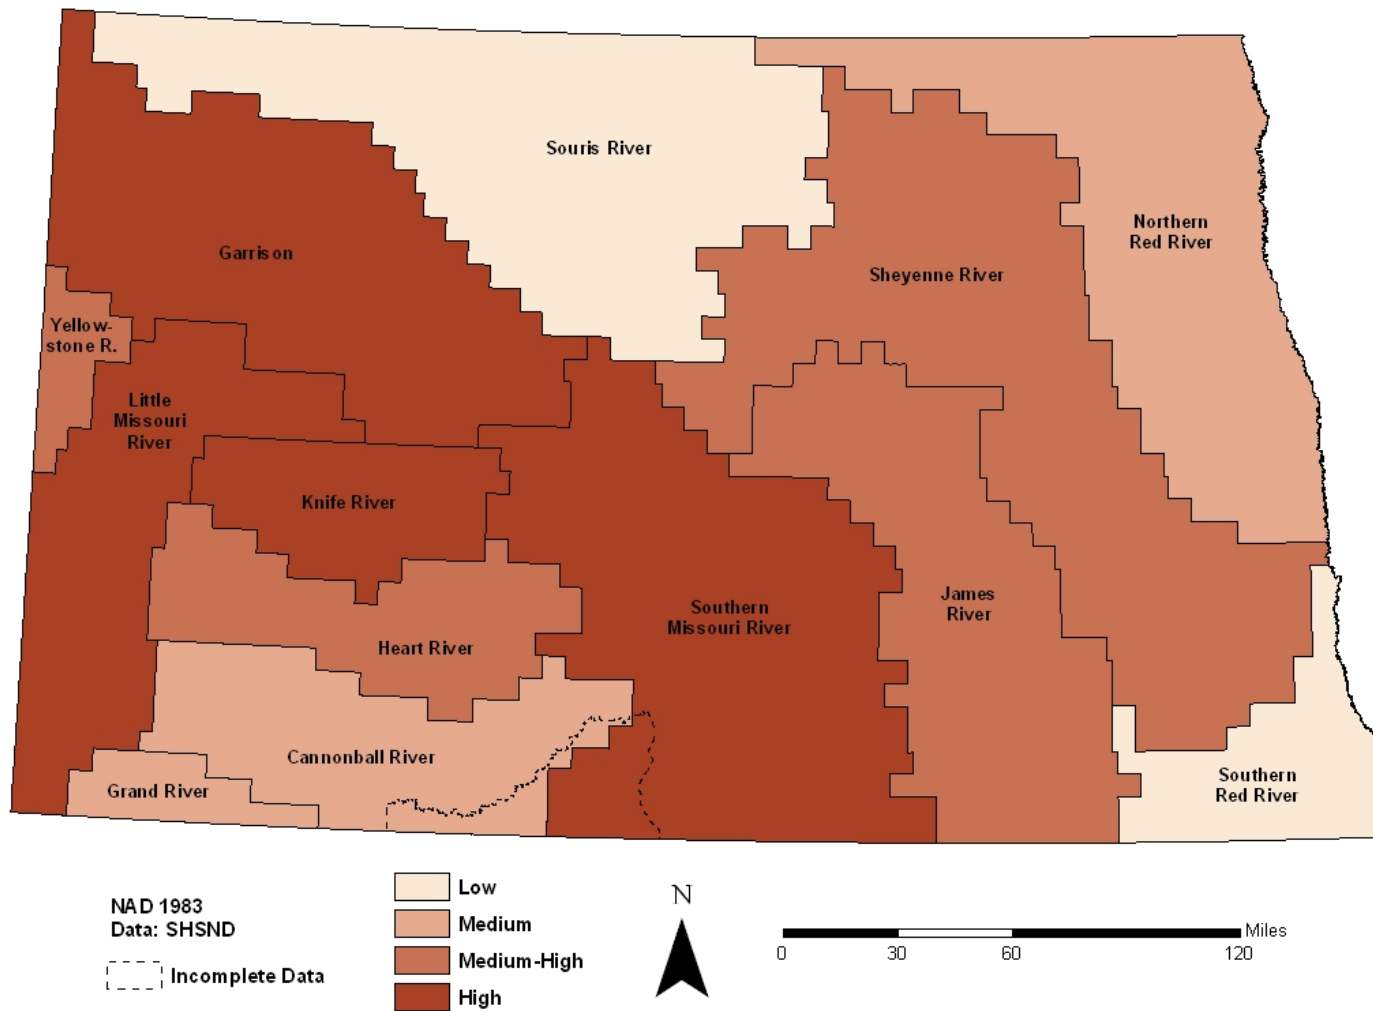 Souris River
Northern
Red River
Garrison
Sheyenne River
Yellow-
stone R.
Little
Missouri
River
Knife River
James
River
Southern
Missouri River
Heart River
Cannonball River
Grand River
Southern
Red River
NAD 1983
Data: SHSND
Incomplete Data
Low
Medium
Medium-High
High
N
Miles
0 30 60 120